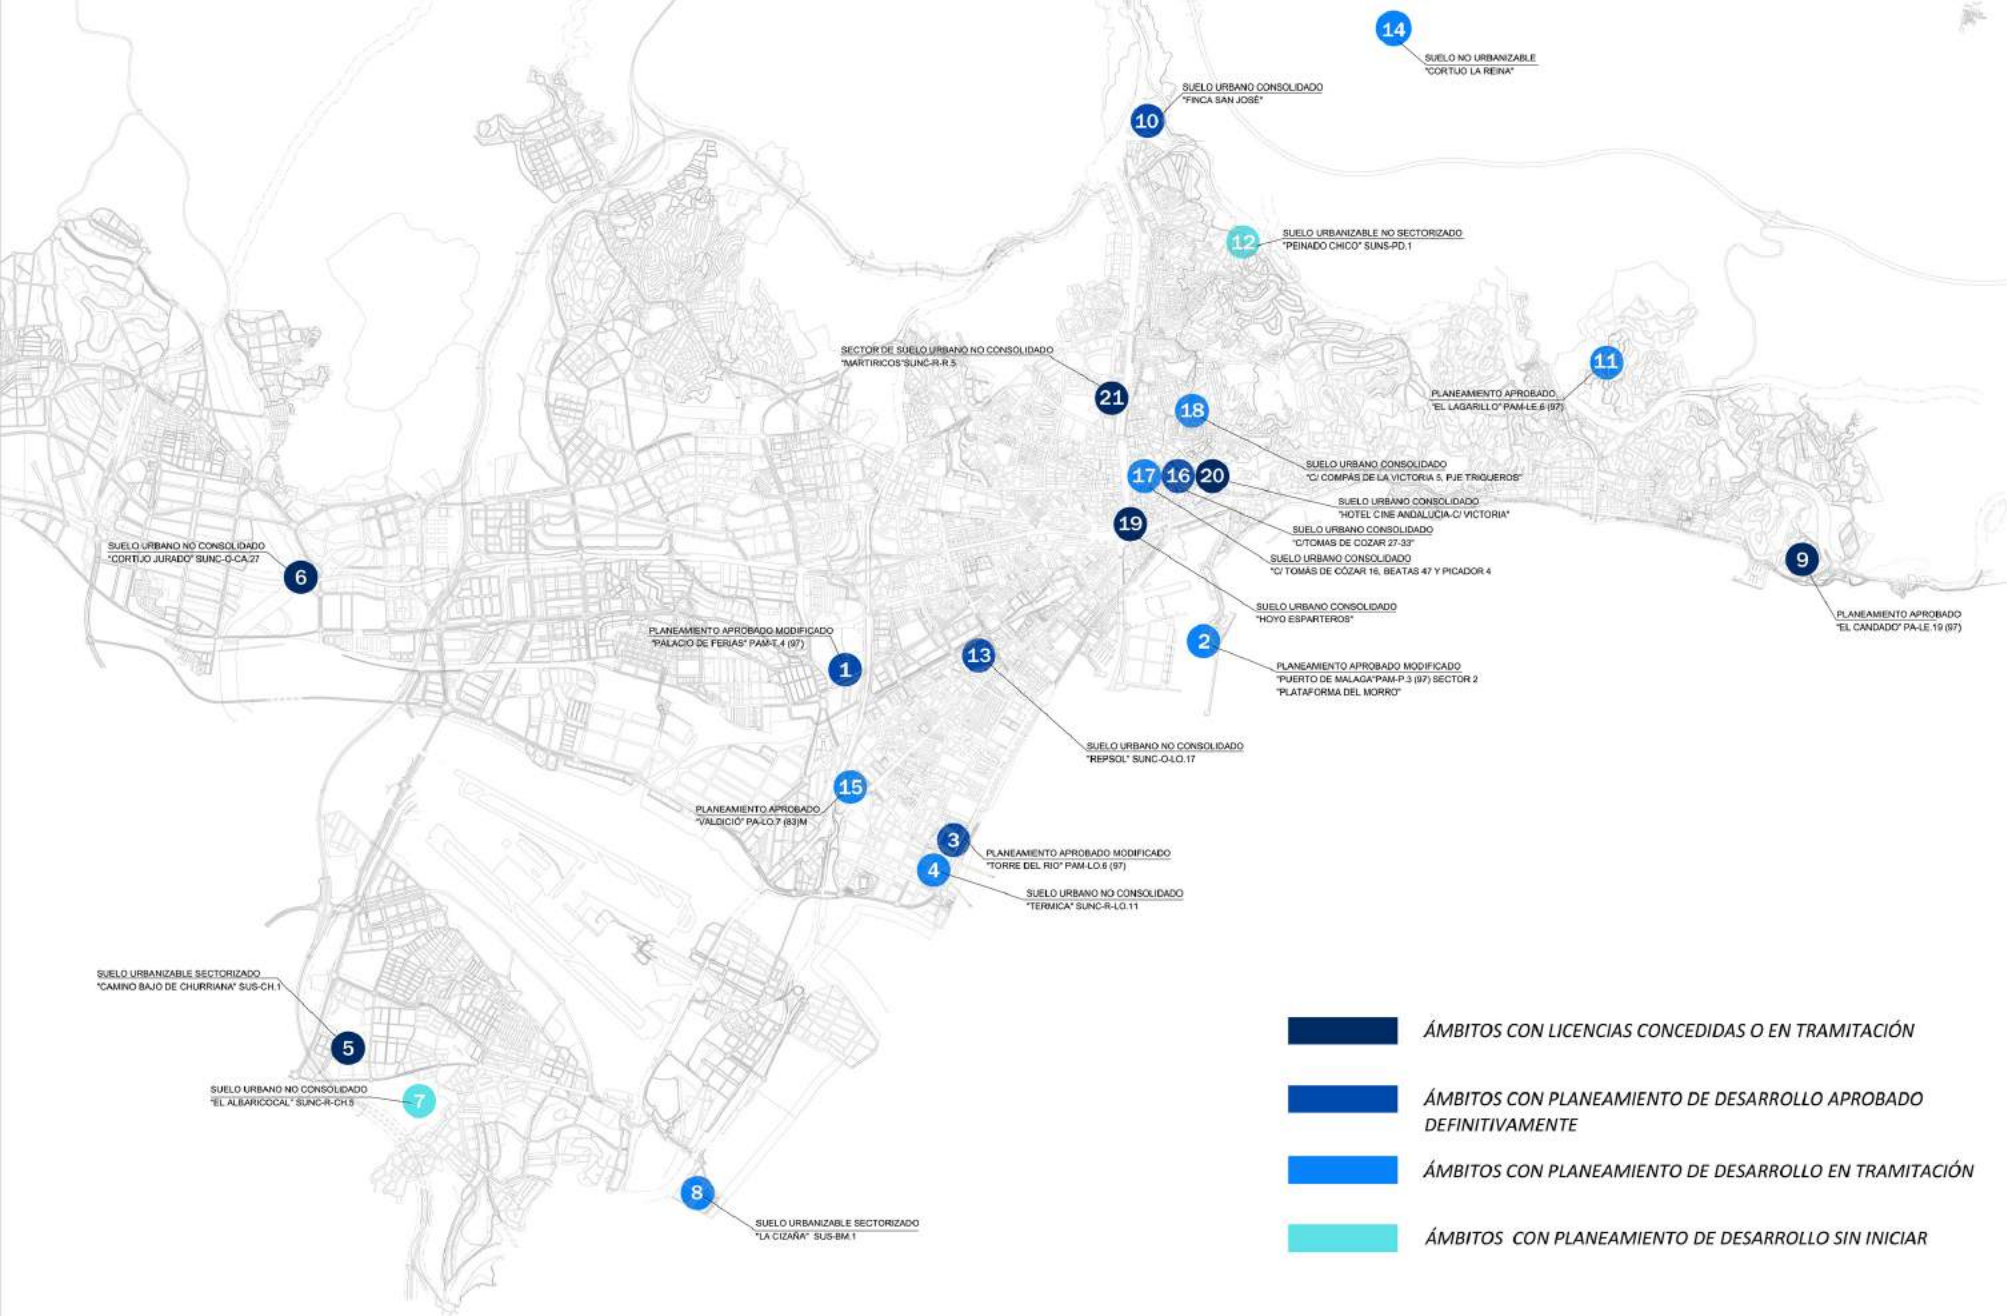 14
SUELO NO URBANIZABLE
"CORTIJO LA REINA"
SUELO URBANO CONSOLIDADO
"FINCA SAN JOSÉ"
10
SUELO URBANIZABLE NO SECTORIZADO
"PEINADO CHICO" SUNS-PD.1
12
SECTOR DE SUELO URBANO NO CONSOLIDADO
"MARTIRICOS"SUNC-R-R.5
11
PLANEAMIENTO APROBADO
"EL LAGARILLO" PAM-LE.6 (97)
21
18
SUELO URBANO CONSOLIDADO
"C/ COMPÁS DE LA VICTORIA 5, PJE TRIGUEROS"
17
16
20
SUELO URBANO CONSOLIDADO
"HOTEL CINE ANDALUCIA-C/ VICTORIA"
19
SUELO URBANO CONSOLIDADO
"C/TOMAS DE COZAR 27-33"
SUELO URBANO CONSOLIDADO
"C/ TOMÁS DE CÓZAR 16, BEATAS 47 Y PICADOR 4
SUELO URBANO NO CONSOLIDADO
"CORTIJO JURADO" SUNC-O-CA.27
6
9
PLANEAMIENTO APROBADO
"EL CANDADO" PA-LE.19 (97)
SUELO URBANO CONSOLIDADO
"HOYO ESPARTEROS"
PLANEAMIENTO APROBADO MODIFICADO
"PALACIO DE FERIAS" PAM-T.4 (97)
1
13
2
PLANEAMIENTO APROBADO MODIFICADO
"PUERTO DE MALAGA"PAM-P.3 (97) SECTOR 2
"PLATAFORMA DEL MORRO"
SUELO URBANO NO CONSOLIDADO
"REPSOL" SUNC-O-LO.17
15
PLANEAMIENTO APROBADO
"VALDICIO" PA-LO.7 (83)M
3
PLANEAMIENTO APROBADO MODIFICADO
"TORRE DEL RIO" PAM-LO.6 (97)
4
SUELO URBANO NO CONSOLIDADO
"TERMICA" SUNC-R-LO.11
SUELO URBANIZABLE SECTORIZADO
"CAMINO BAJO DE CHURRIANA" SUS-CH.1
5
SUELO URBANO NO CONSOLIDADO
"EL ALBARICOCAL" SUNC-R-CH.5
7
8
SUELO URBANIZABLE SECTORIZADO
"LA CIZAÑA" SUS-BM.1
ÁMBITOS CON LICENCIAS CONCEDIDAS O EN TRAMITACIÓN
ÁMBITOS CON PLANEAMIENTO DE DESARROLLO APROBADO
DEFINITIVAMENTE
ÁMBITOS CON PLANEAMIENTO DE DESARROLLO EN TRAMITACIÓN
ÁMBITOS CON PLANEAMIENTO DE DESARROLLO SIN INICIAR